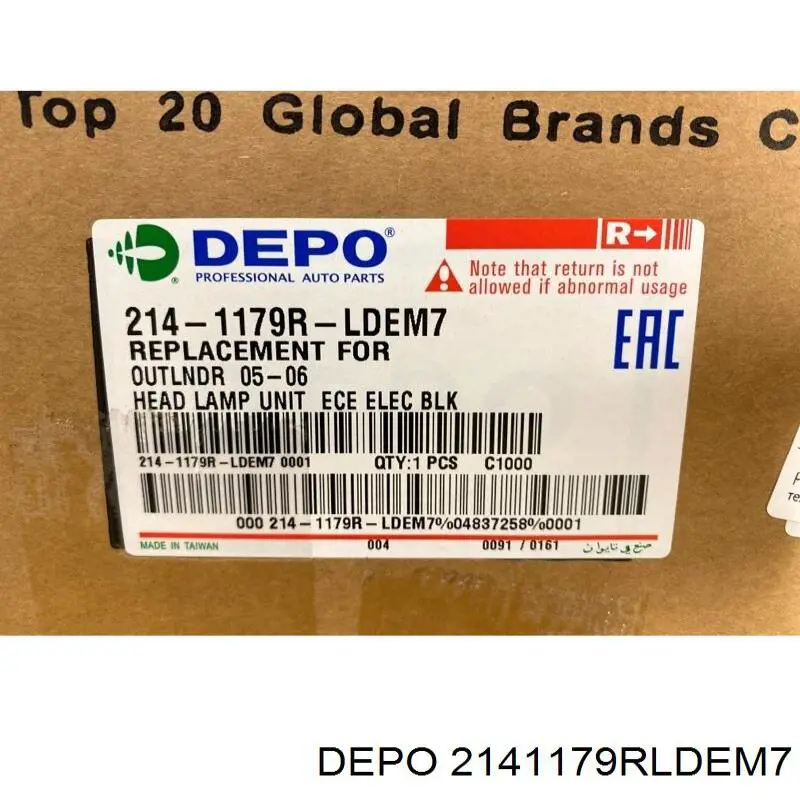 Top 20 Global Brands C
DEPO®
PROFESSIONAL AUTO PARTS
®
R→
Note that return is not
allowed if abnormal usage
214-1179R-LDEM7
REPLACEMENT FOR
OUTLNDR 05-06
HEAD LAMP UNIT ECE ELEC BLK
EAC
214-1179R-LDEM7 0001 QTY:1 PCS C1000
000 214-1179R-LDEM7%04837258%0001
MADE IN TAIWAN 004 0091 / 0161 صنع في تايوان
DEPO 2141179RLDEM7